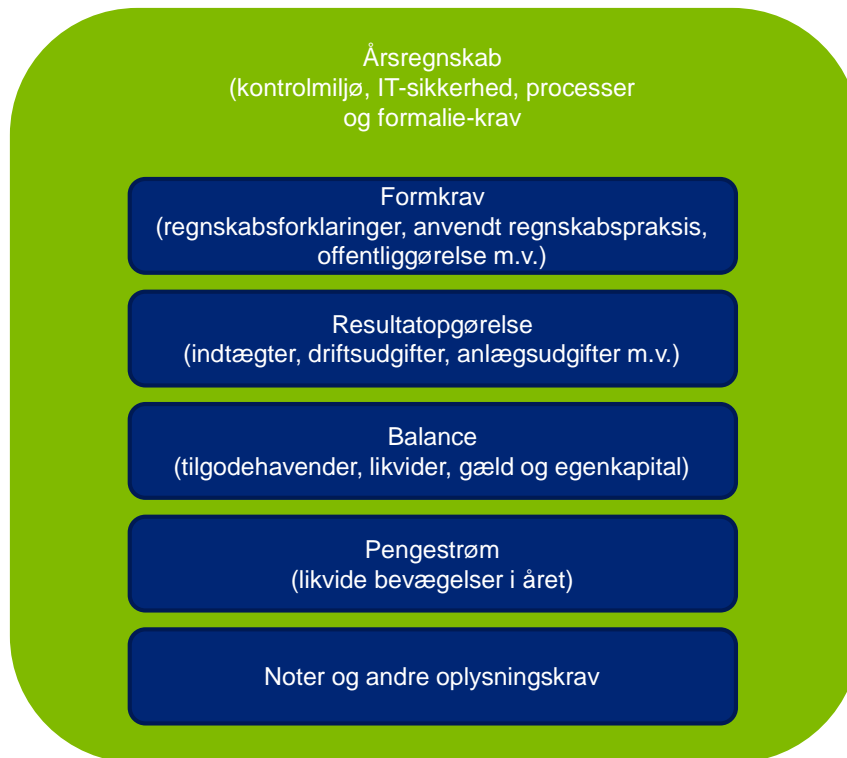 Årsregnskab
(kontrolmiljø, IT-sikkerhed, processer
og formalie-krav
Formkrav
(regnskabsforklaringer, anvendt regnskabspraksis,
offentliggørelse m.v.)
Resultatopgørelse
(indtægter, driftsudgifter, anlægsudgifter m.v.)
Balance
(tilgodehavender, likvider, gæld og egenkapital)
Pengestrøm
(likvide bevægelser i året)
Noter og andre oplysningskrav